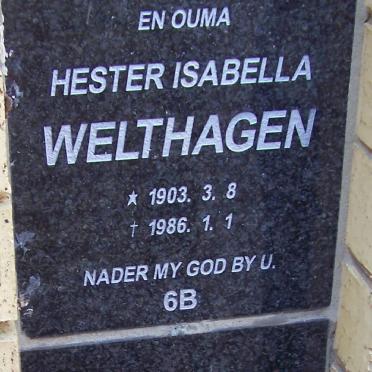 EN OUMA
HESTER ISABELLA
WELTHAGEN
★ 1903. 3. 8
† 1986. 1. 1
NADER MY GOD BY U.
6B